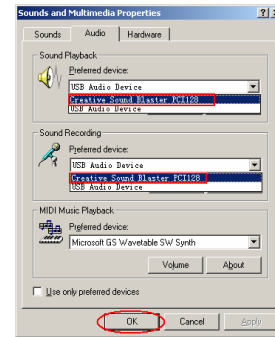 Sounds and Multimedia Properties
Sounds Audio Hardware
Sound Playback
Preferred device:
USB Audio Device
Creative Sound Blaster PCI128
USB Audio Device
Sound Recording
Preferred device:
USB Audio Device
Creative Sound Blaster PCI128
USB Audio Device
MIDI Music Playback
Preferred device:
Microsoft GS Wavetable SW Synth
Volume About
Use only preferred devices
OK Cancel Apply